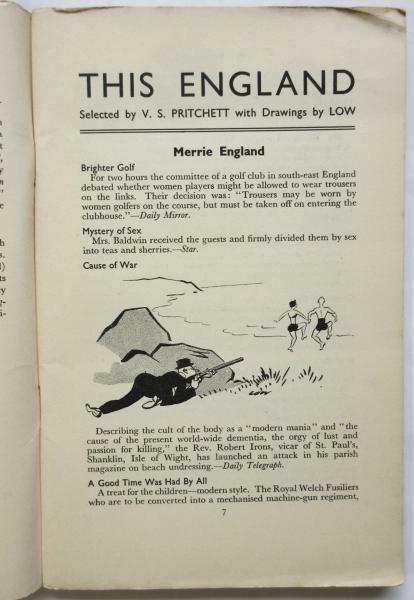 THIS ENGLAND
Selected by V. S. PRITCHETT with Drawings by LOW
Merrie England
Brighter Golf
For two hours the committee of a golf club in south-east England
debated whether women players might be allowed to wear trousers
on the links. Their decision was: "Trousers may be worn by
women golfers on the course, but must be taken off on entering the
clubhouse."—Daily Mirror.
Mystery of Sex
Mrs. Baldwin received the guests and firmly divided them by sex
into teas and sherries.—Star.
Cause of War
LOW
Describing the cult of the body as a "modern mania" and "the
cause of the present world-wide dementia, the orgy of lust and
passion for killing," the Rev. Robert Irons, vicar of St. Paul's,
Shanklin, Isle of Wight, has launched an attack in his parish
magazine on beach undressing.—Daily Telegraph.
A Good Time Was Had By All
A treat for the children—modern style. The Royal Welch Fusiliers
who are to be converted into a mechanised machine-gun regiment,
7